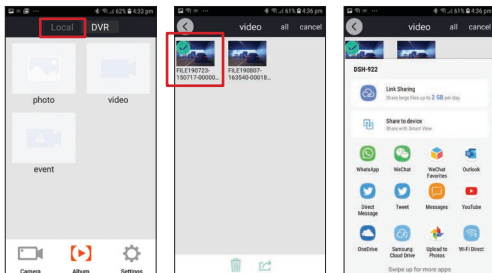 62% 4:33 pm
Local DVR
photo video
event
Camera Album Settings
61% 4:36 pm
video all cancel
FILE190723-
150717-00000...
FILE190807-
163540-00018...
61% 4:36 pm
video all cancel
DSH-922
Link Sharing
Share large files up to 2 GB per day
Share to device
Share with Smart View
WhatsApp WeChat WeChat Favorites Outlook
Direct Message Tweet Messages YouTube
OneDrive Samsung Cloud Drive Upload to Photos Wi-Fi Direct
Swipe up for more apps